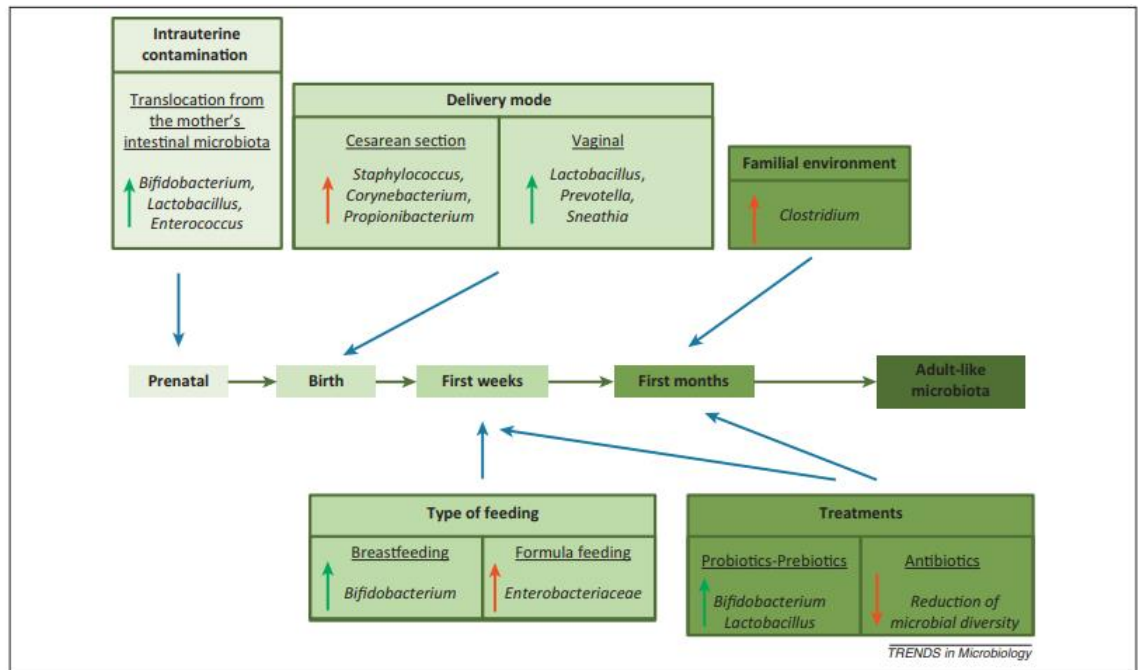 Intrauterine
contamination
Translocation from
the mother's
intestinal microbiota
Bifidobacterium,
Lactobacillus,
Enterococcus
Delivery mode
Cesarean section
Staphylococcus,
Corynebacterium,
Propionibacterium
Vaginal
Lactobacillus,
Prevotella,
Sneathia
Familial environment
Clostridium
Prenatal
Birth
First weeks
First months
Adult-like
microbiota
Type of feeding
Breastfeeding
Bifidobacterium
Formula feeding
Enterobacteriaceae
Treatments
Probiotics-Prebiotics
Bifidobacterium
Lactobacillus
Antibiotics
Reduction of
microbial diversity
TRENDS in Microbiology